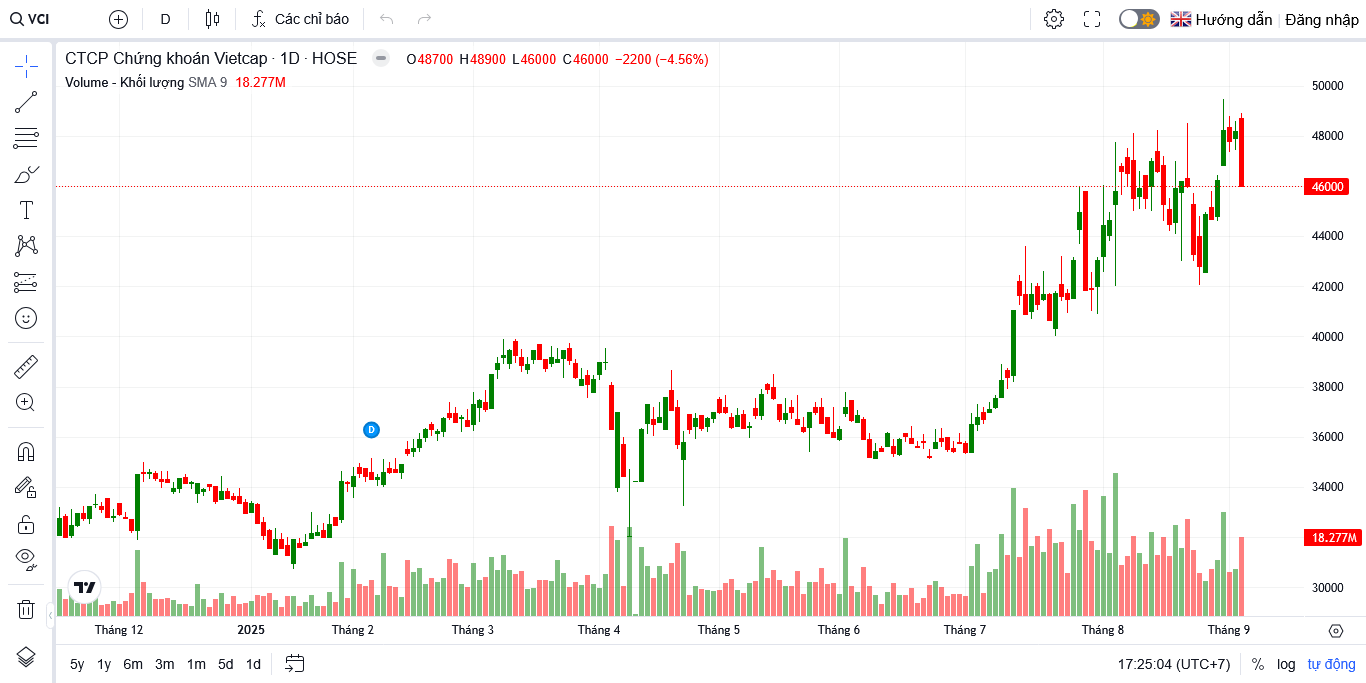 VCI
D
Các chỉ báo
Hướng dẫn
Đăng nhập
CTCP Chứng khoán Vietcap · 1D · HOSE
O48700 H48900 L46000 C46000 −2200 (−4.56%)
Volume - Khối lượng SMA 9 18.277M
50000
48000
46000
44000
42000
40000
38000
36000
34000
18.277M
30000
D
Tháng 12
2025
Tháng 2
Tháng 3
Tháng 4
Tháng 5
Tháng 6
Tháng 7
Tháng 8
Tháng 9
5y 1y 6m 3m 1m 5d 1d
17:25:04 (UTC+7)
% log tự động